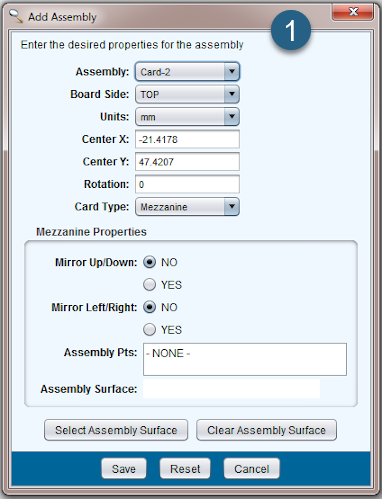 Add Assembly
1
Enter the desired properties for the assembly
Assembly: Card-2
Board Side: TOP
Units: mm
Center X: -21.4178
Center Y: 47.4207
Rotation: 0
Card Type: Mezzanine
Mezzanine Properties
Mirror Up/Down: NO
YES
Mirror Left/Right: NO
YES
Assembly Pts: - NONE -
Assembly Surface:
Select Assembly Surface Clear Assembly Surface
Save Reset Cancel